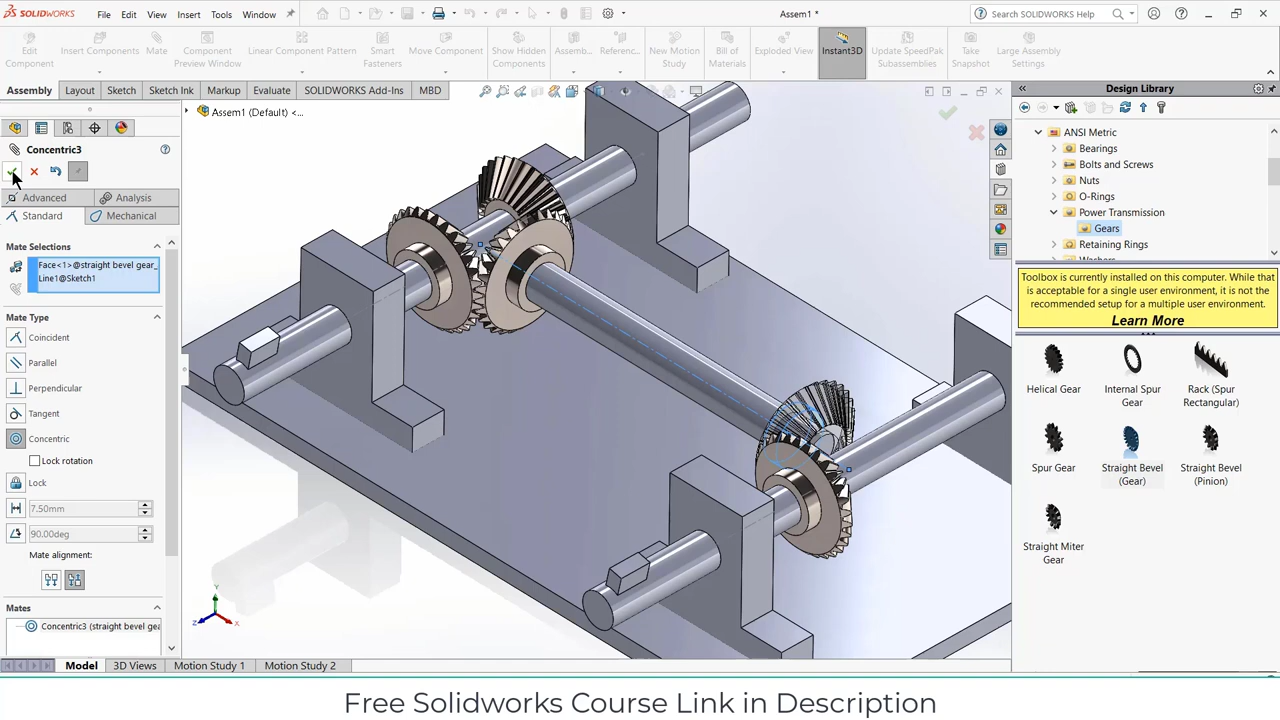 SOLIDWORKS
File Edit View Insert Tools Window
Assem1 *
Search SOLIDWORKS Help
Edit Component
Insert Components
Mate
Component Preview Window
Linear Component Pattern
Smart Fasteners
Move Component
Show Hidden Components
Assemb...
Referenc...
New Motion Study
Bill of Materials
Exploded View
Instant3D
Update SpeedPak Subassemblies
Take Snapshot
Large Assembly Settings
Assembly Layout Sketch Sketch Ink Markup Evaluate SOLIDWORKS Add-Ins MBD
Assem1 (Default) <...
Concentric3
Advanced Analysis
Standard Mechanical
Mate Selections
Face<1>@straight bevel gear_
Line1@Sketch1
Mate Type
Coincident
Parallel
Perpendicular
Tangent
Concentric
Lock rotation
Lock
7.50mm
90.00deg
Mate alignment:
Mates
Concentric3 (straight bevel gea
Y
Z X
Design Library
ANSI Metric
Bearings
Bolts and Screws
Nuts
O-Rings
Power Transmission
Gears
Retaining Rings
Toolbox is currently installed on this computer. While that
is acceptable for a single user environment, it is not the
recommended setup for a multiple user environment.
Learn More
Helical Gear
Internal Spur Gear
Rack (Spur Rectangular)
Spur Gear
Straight Bevel (Gear)
Straight Bevel (Pinion)
Straight Miter Gear
Model 3D Views Motion Study 1 Motion Study 2
Free Solidworks Course Link in Description